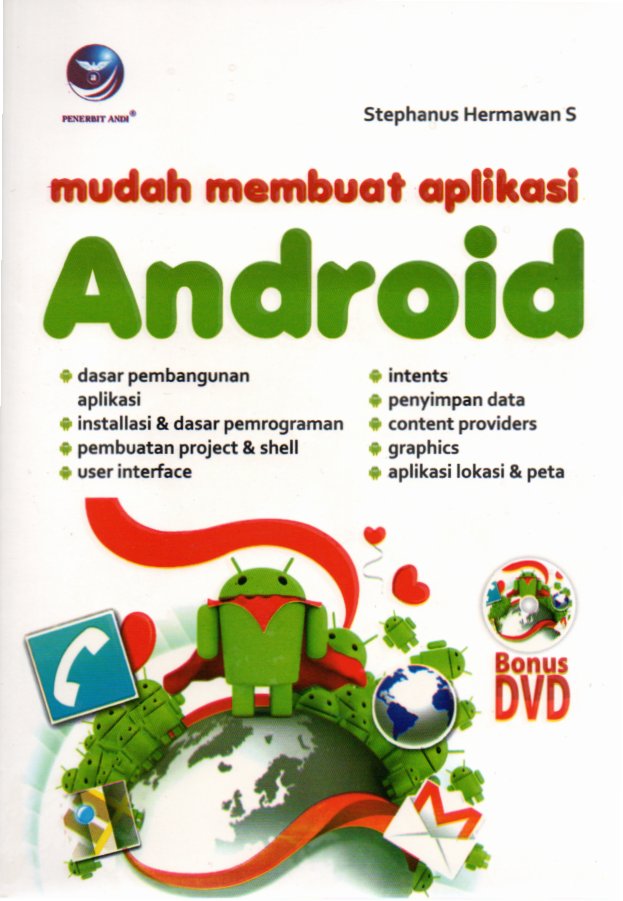 PENERBIT ANDI®
Stephanus Hermawan S
mudah membuat aplikasi
Android
dasar pembangunan
aplikasi
installasi & dasar pemrograman
pembuatan project & shell
user interface
intents
penyimpan data
content providers
graphics
aplikasi lokasi & peta
Bonus
DVD